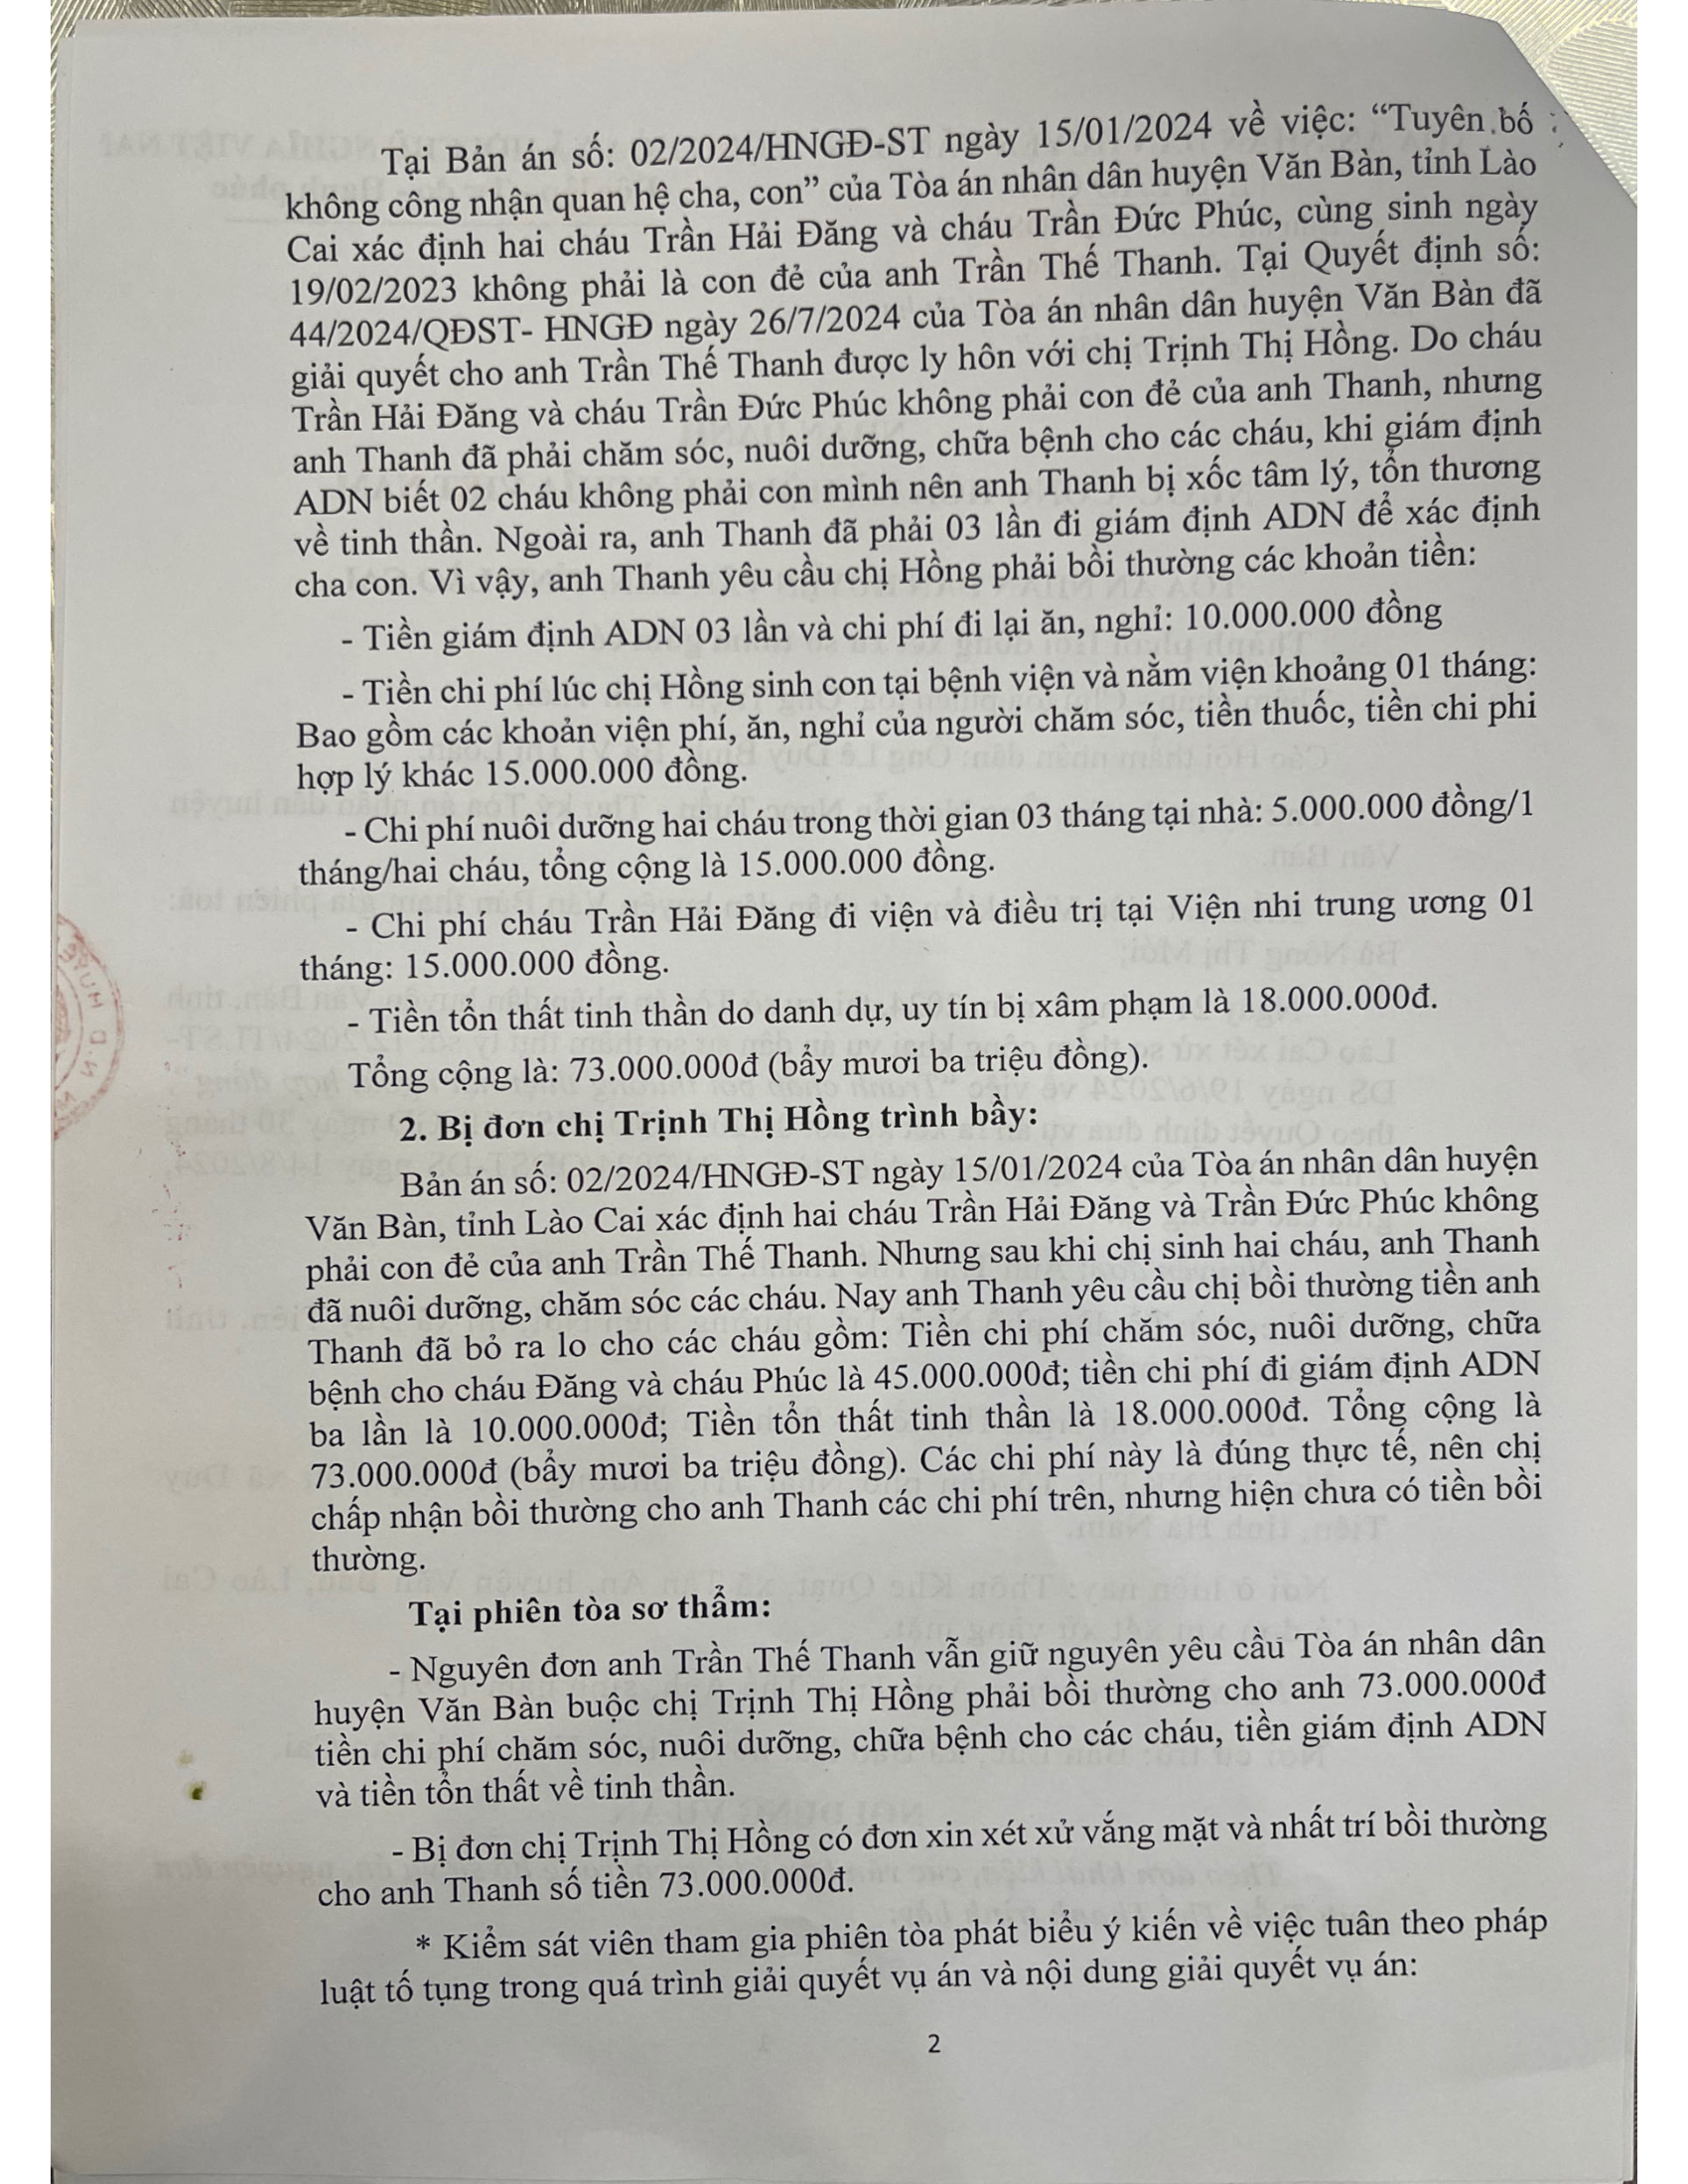 Tại Bản án số: 02/2024/HNGĐ-ST ngày 15/01/2024 về việc: “Tuyên bố
không công nhận quan hệ cha, con” của Tòa án nhân dân huyện Văn Bàn, tỉnh Lào
Cai xác định hai cháu Trần Hải Đăng và cháu Trần Đức Phúc, cùng sinh ngày
19/02/2023 không phải là con đẻ của anh Trần Thế Thanh. Tại Quyết định số:
44/2024/QĐST- HNGĐ ngày 26/7/2024 của Tòa án nhân dân huyện Văn Bàn đã
giải quyết cho anh Trần Thế Thanh được ly hôn với chị Trịnh Thị Hồng. Do cháu
Trần Hải Đăng và cháu Trần Đức Phúc không phải con đẻ của anh Thanh, nhưng
anh Thanh đã phải chăm sóc, nuôi dưỡng, chữa bệnh cho các cháu, khi giám định
ADN biết 02 cháu không phải con mình nên anh Thanh bị xốc tâm lý, tổn thương
về tinh thần. Ngoài ra, anh Thanh đã phải 03 lần đi giám định ADN để xác định
cha con. Vì vậy, anh Thanh yêu cầu chị Hồng phải bồi thường các khoản tiền:
- Tiền giám định ADN 03 lần và chi phí đi lại ăn, nghỉ: 10.000.000 đồng
- Tiền chi phí lúc chị Hồng sinh con tại bệnh viện và nằm viện khoảng 01 tháng:
Bao gồm các khoản viện phí, ăn, nghỉ của người chăm sóc, tiền thuốc, tiền chi phi
hợp lý khác 15.000.000 đồng.
- Chi phí nuôi dưỡng hai cháu trong thời gian 03 tháng tại nhà: 5.000.000 đồng/1
tháng/hai cháu, tổng cộng là 15.000.000 đồng.
- Chi phí cháu Trần Hải Đăng đi viện và điều trị tại Viện nhi trung ương 01
tháng: 15.000.000 đồng.
- Tiền tổn thất tinh thần do danh dự, uy tín bị xâm phạm là 18.000.000đ.
Tổng cộng là: 73.000.000đ (bẩy mươi ba triệu đồng).
2. Bị đơn chị Trịnh Thị Hồng trình bầy:
Bản án số: 02/2024/HNGĐ-ST ngày 15/01/2024 của Tòa án nhân dân huyện
Văn Bàn, tỉnh Lào Cai xác định hai cháu Trần Hải Đăng và Trần Đức Phúc không
phải con đẻ của anh Trần Thế Thanh. Nhưng sau khi chị sinh hai cháu, anh Thanh
đã nuôi dưỡng, chăm sóc các cháu. Nay anh Thanh yêu cầu chị bồi thường tiền anh
Thanh đã bỏ ra lo cho các cháu gồm: Tiền chi phí chăm sóc, nuôi dưỡng, chữa
bệnh cho cháu Đăng và cháu Phúc là 45.000.000đ; tiền chi phí đi giám định ADN
ba lần là 10.000.000đ; Tiền tổn thất tinh thần là 18.000.000đ. Tổng cộng là
73.000.000đ (bẩy mươi ba triệu đồng). Các chi phí này là đúng thực tế, nên chị
chấp nhận bồi thường cho anh Thanh các chi phí trên, nhưng hiện chưa có tiền bồi
thường.
Tại phiên tòa sơ thẩm:
- Nguyên đơn anh Trần Thế Thanh vẫn giữ nguyên yêu cầu Tòa án nhân dân
huyện Văn Bàn buộc chị Trịnh Thị Hồng phải bồi thường cho anh 73.000.000đ
tiền chi phí chăm sóc, nuôi dưỡng, chữa bệnh cho các cháu, tiền giám định ADN
và tiền tổn thất về tinh thần.
- Bị đơn chị Trịnh Thị Hồng có đơn xin xét xử vắng mặt và nhất trí bồi thường
cho anh Thanh số tiền 73.000.000đ.
* Kiểm sát viên tham gia phiên tòa phát biểu ý kiến về việc tuân theo pháp
luật tố tụng trong quá trình giải quyết vụ án và nội dung giải quyết vụ án:
2